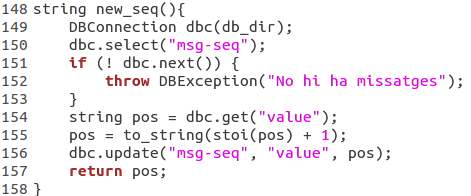 148 string new_seq(){
149     DBConnection dbc(db_dir);
150     dbc.select("msg-seq");
151     if (! dbc.next()) {
152         throw DBException("No hi ha missatges");
153     }
154     string pos = dbc.get("value");
155     pos = to_string(stoi(pos) + 1);
156     dbc.update("msg-seq", "value", pos);
157     return pos;
158 }